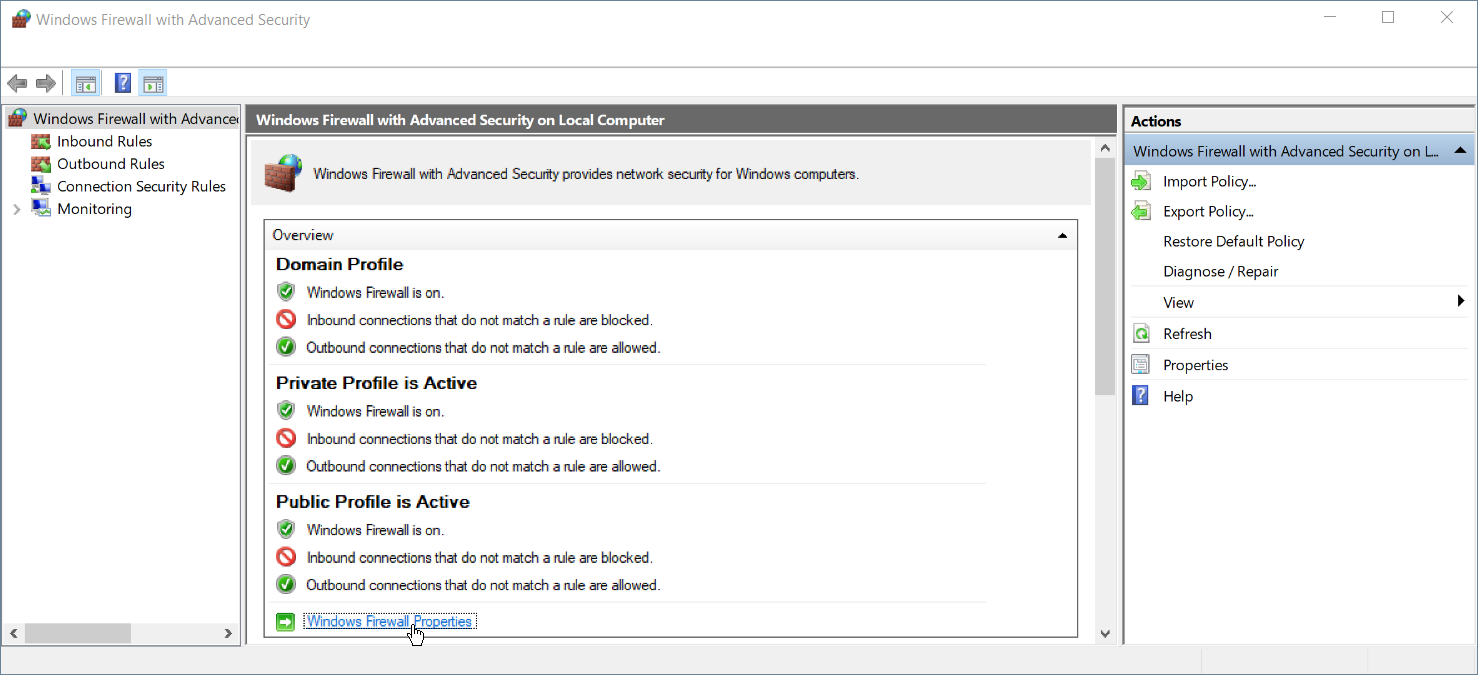 Windows Firewall with Advanced Security
Windows Firewall with Advance
Inbound Rules
Outbound Rules
Connection Security Rules
Monitoring
Windows Firewall with Advanced Security on Local Computer
Windows Firewall with Advanced Security provides network security for Windows computers.
Overview
Domain Profile
Windows Firewall is on.
Inbound connections that do not match a rule are blocked.
Outbound connections that do not match a rule are allowed.
Private Profile is Active
Windows Firewall is on.
Inbound connections that do not match a rule are blocked.
Outbound connections that do not match a rule are allowed.
Public Profile is Active
Windows Firewall is on.
Inbound connections that do not match a rule are blocked.
Outbound connections that do not match a rule are allowed.
Windows Firewall Properties
Actions
Windows Firewall with Advanced Security on L...
Import Policy...
Export Policy...
Restore Default Policy
Diagnose / Repair
View
Refresh
Properties
Help